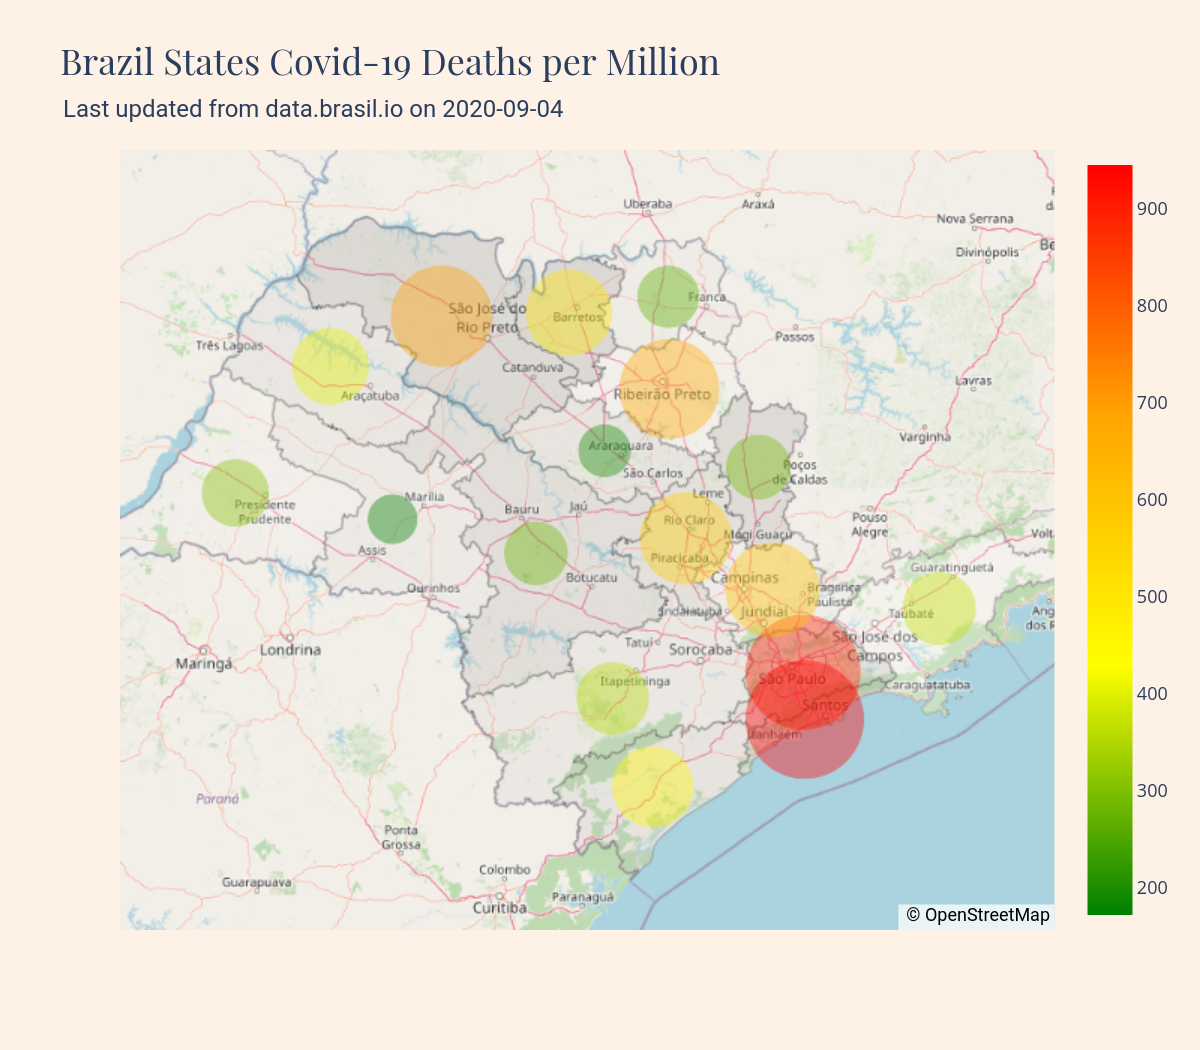 Brazil States Covid-19 Deaths per Million
Last updated from data.brasil.io on 2020-09-04
Uberaba
Araxá
Nova Serrana
Divinópolis
Franca
São José do
Rio Preto
Barretos
Passos
Três Lagoas
Catanduva
Araçatuba
Ribeirão Preto
Lavras
Varginha
Araraquara
São Carlos
Poços
de Caldas
Leme
Marília
Presidente
Prudente
Bauru
Jaú
Rio Claro
Mogi Guaçu
Pouso
Alegre
Assis
Piracicaba
Guaratinguetá
Ourinhos
Botucatu
Campinas
Bragança
Paulista
Indaiatuba
Jundiaí
Taubaté
Londrina
Maringá
Tatuí
Sorocaba
São José dos
Campos
Itapetininga
São Paulo
Caraguatatuba
Santos
Itanhaém
Paraná
Ponta
Grossa
Guarapuava
Colombo
Curitiba
Paranaguá
© OpenStreetMap
900
800
700
600
500
400
300
200